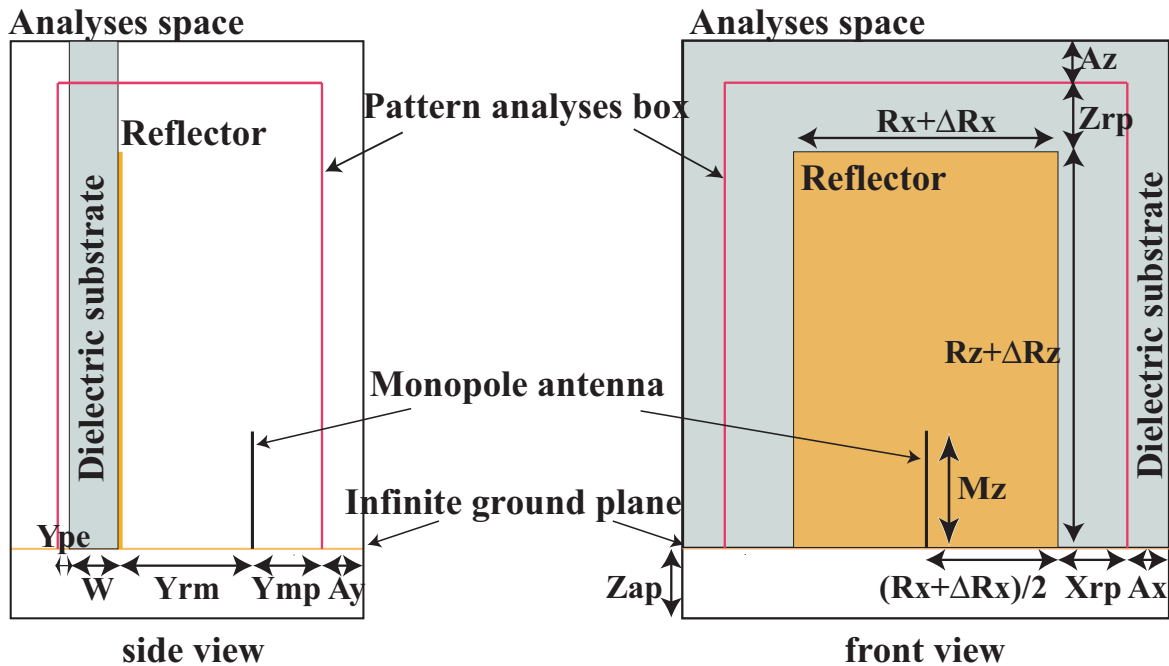 Analyses space
Analyses space
Az
Pattern analyses box
Zrp
Rx+ΔRx
Reflector
Reflector
Dielectric substrate
Dielectric substrate
Rz+ΔRz
Monopole antenna
Mz
Infinite ground plane
Ype
W
Yrm
Ymp
Ay
Zap
(Rx+ΔRx)/2
Xrp
Ax
side view
front view